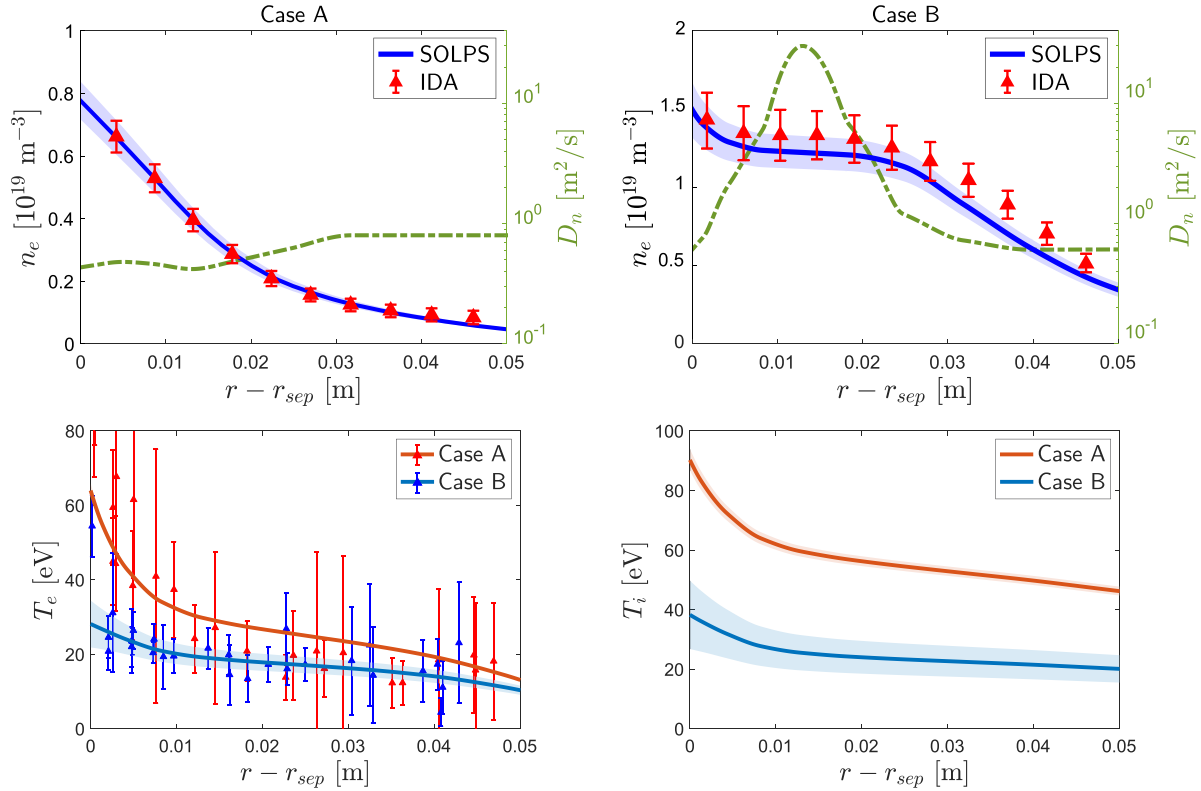 Case A
1
0.8
0.6
0.4
0.2
0
n_e [10^19 m^−3]
SOLPS
IDA
10^1
10^0
10^-1
D_n [m^2/s]
0
0.01
0.02
0.03
0.04
0.05
r − r_sep [m]
Case B
2
1.5
1
0.5
0
n_e [10^19 m^−3]
SOLPS
IDA
10^1
10^0
10^-1
D_n [m^2/s]
0
0.01
0.02
0.03
0.04
0.05
r − r_sep [m]
80
60
40
20
0
T_e [eV]
Case A
Case B
0
0.01
0.02
0.03
0.04
0.05
r − r_sep [m]
100
80
60
40
20
0
T_i [eV]
Case A
Case B
0
0.01
0.02
0.03
0.04
0.05
r − r_sep [m]